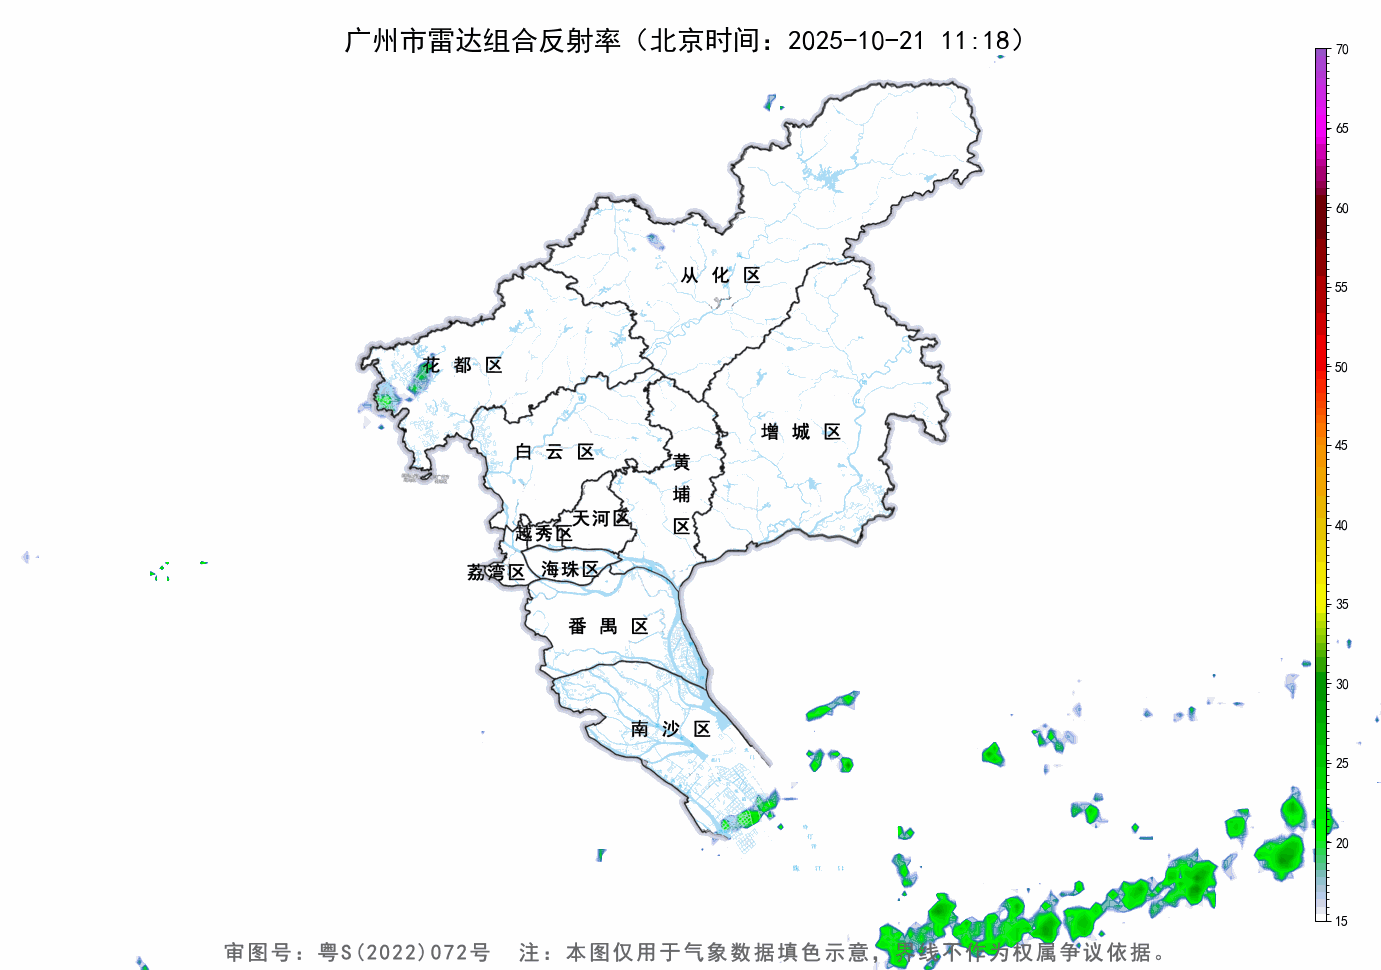 广州市雷达组合反射率（北京时间：2025-10-21 11:18）
70
65
60
55
50
45
40
35
30
25
20
15
从化区
花都区
增城区
白云区
黄埔区
天河区
越秀区
荔湾区
海珠区
番禺区
南沙区
审图号：粤S(2022)072号 注：本图仅用于气象数据填色示意，界线不作为权属争议依据。